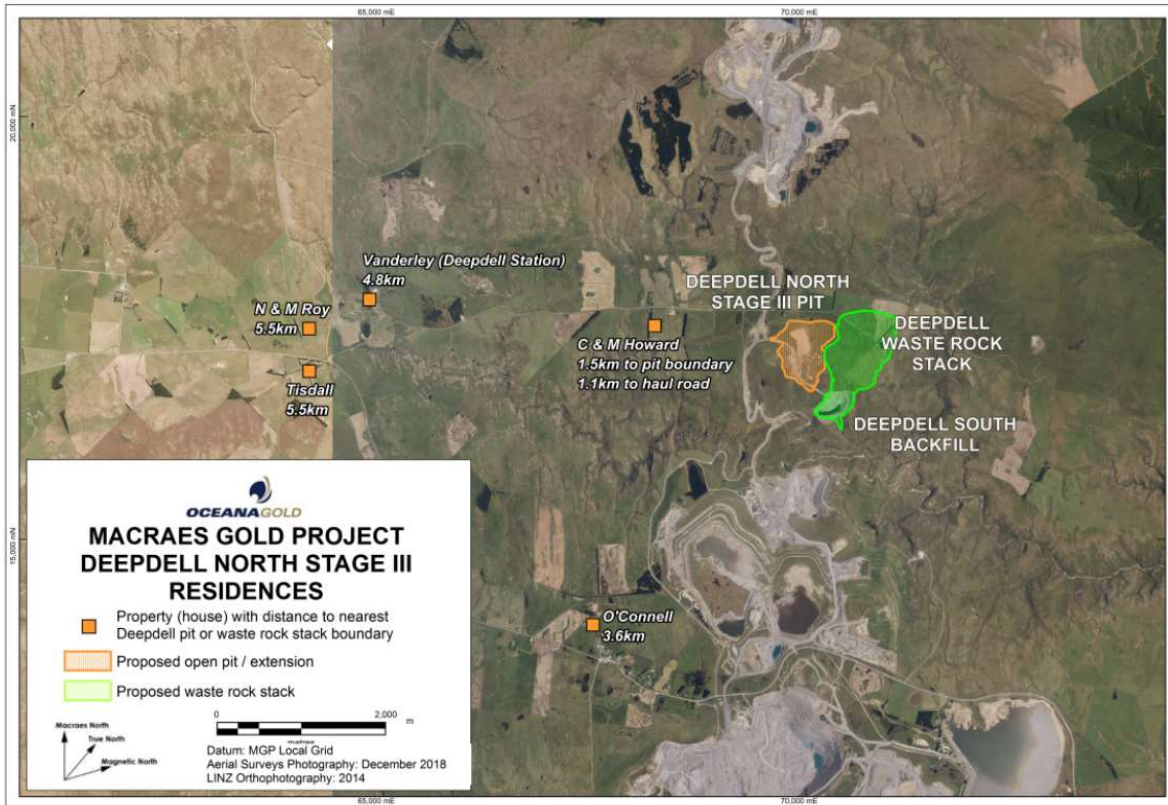 65,000 mE
70,000 mE
20,000 mN
15,000 mN
Vanderley (Deepdell Station)
4.8km
N & M Roy
5.5km
Tisdall
5.5km
C & M Howard
1.5km to pit boundary
1.1km to haul road
DEEPDELL NORTH
STAGE III PIT
DEEPDELL
WASTE ROCK
STACK
DEEPDELL SOUTH
BACKFILL
O'Connell
3.6km
OCEANAGOLD
MACRAES GOLD PROJECT
DEEPDELL NORTH STAGE III
RESIDENCES
Property (house) with distance to nearest
Deepdell pit or waste rock stack boundary
Proposed open pit / extension
Proposed waste rock stack
Macraes North
True North
Magnetic North
0
2,000
m
Datum: MGP Local Grid
Aerial Surveys Photography: December 2018
LINZ Orthophotography: 2014
65,000 mE
70,000 mE